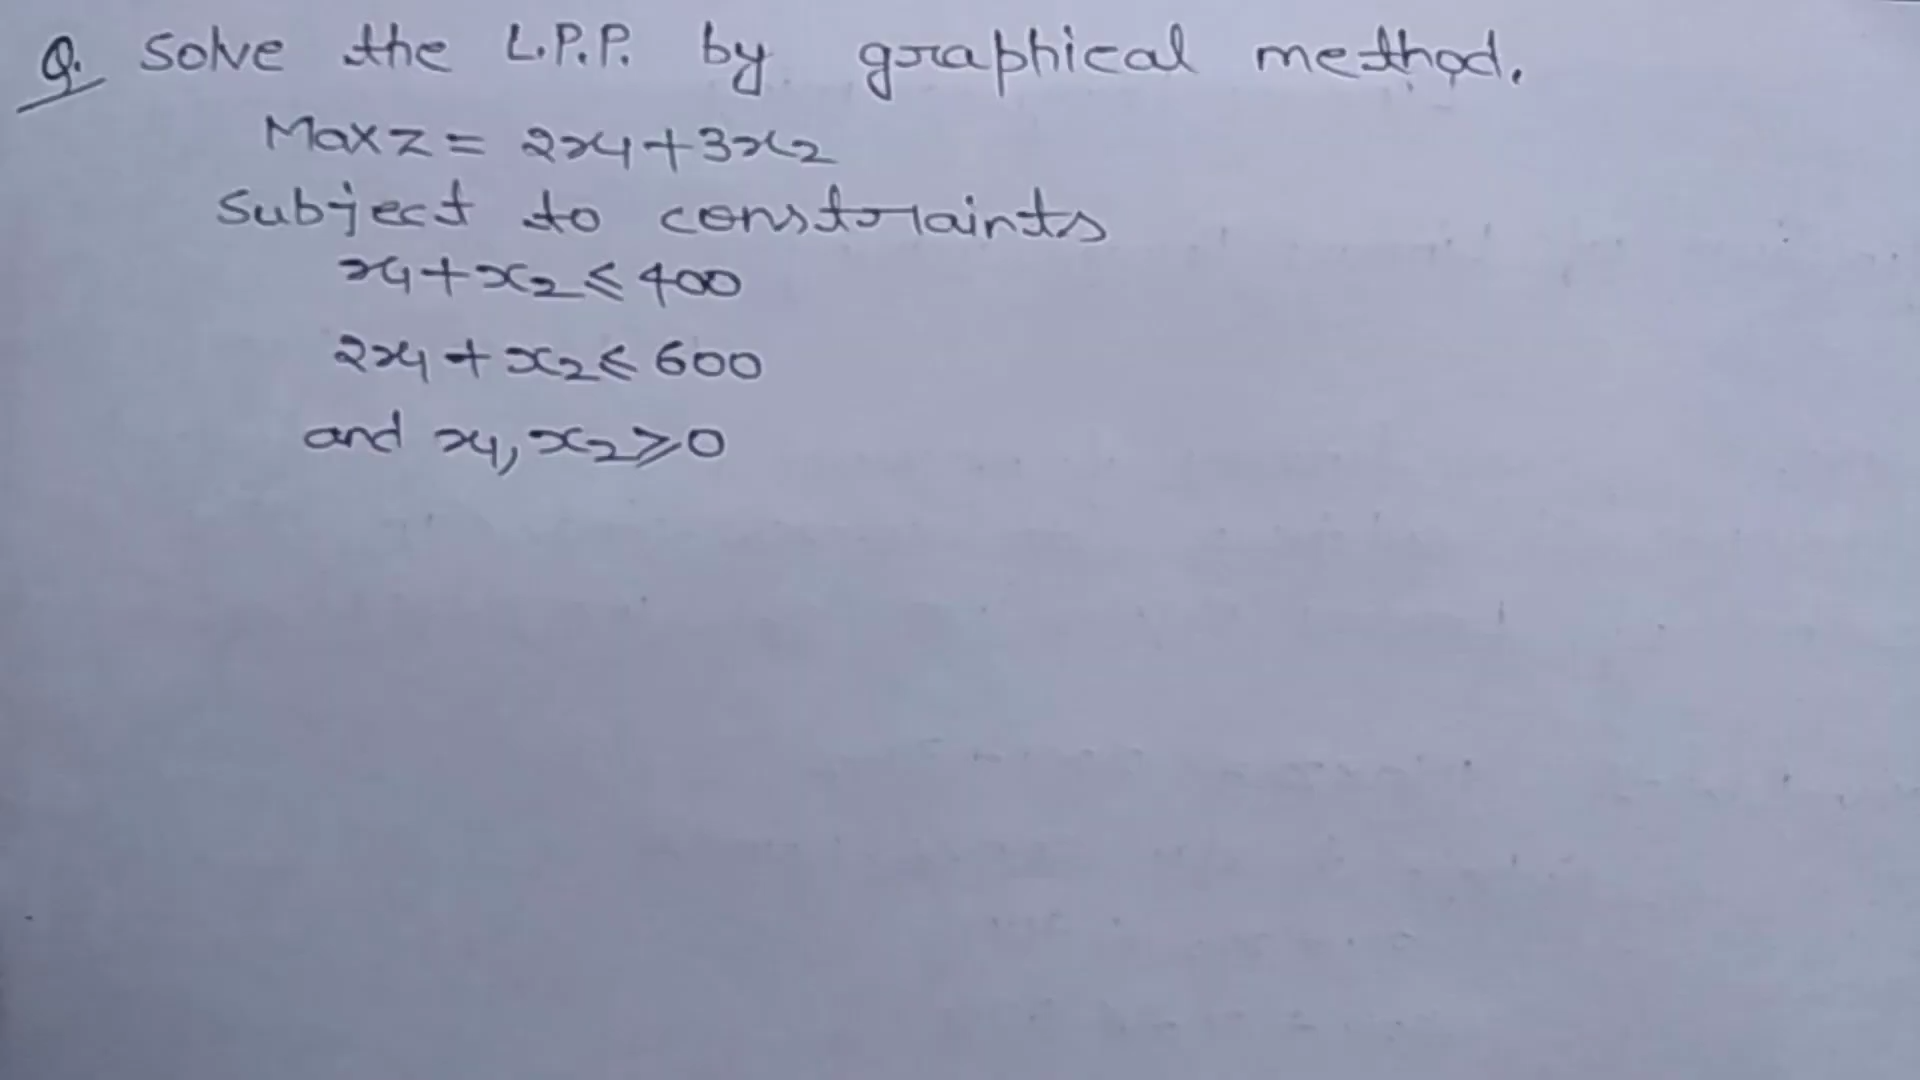 Q. Solve the L.P.P. by graphical method.
Max Z = 2x₁ + 3x₂
Subject to constraints
x₁ + x₂ ⩽ 400
2x₁ + x₂ ⩽ 600
and x₁, x₂ ⩾ 0